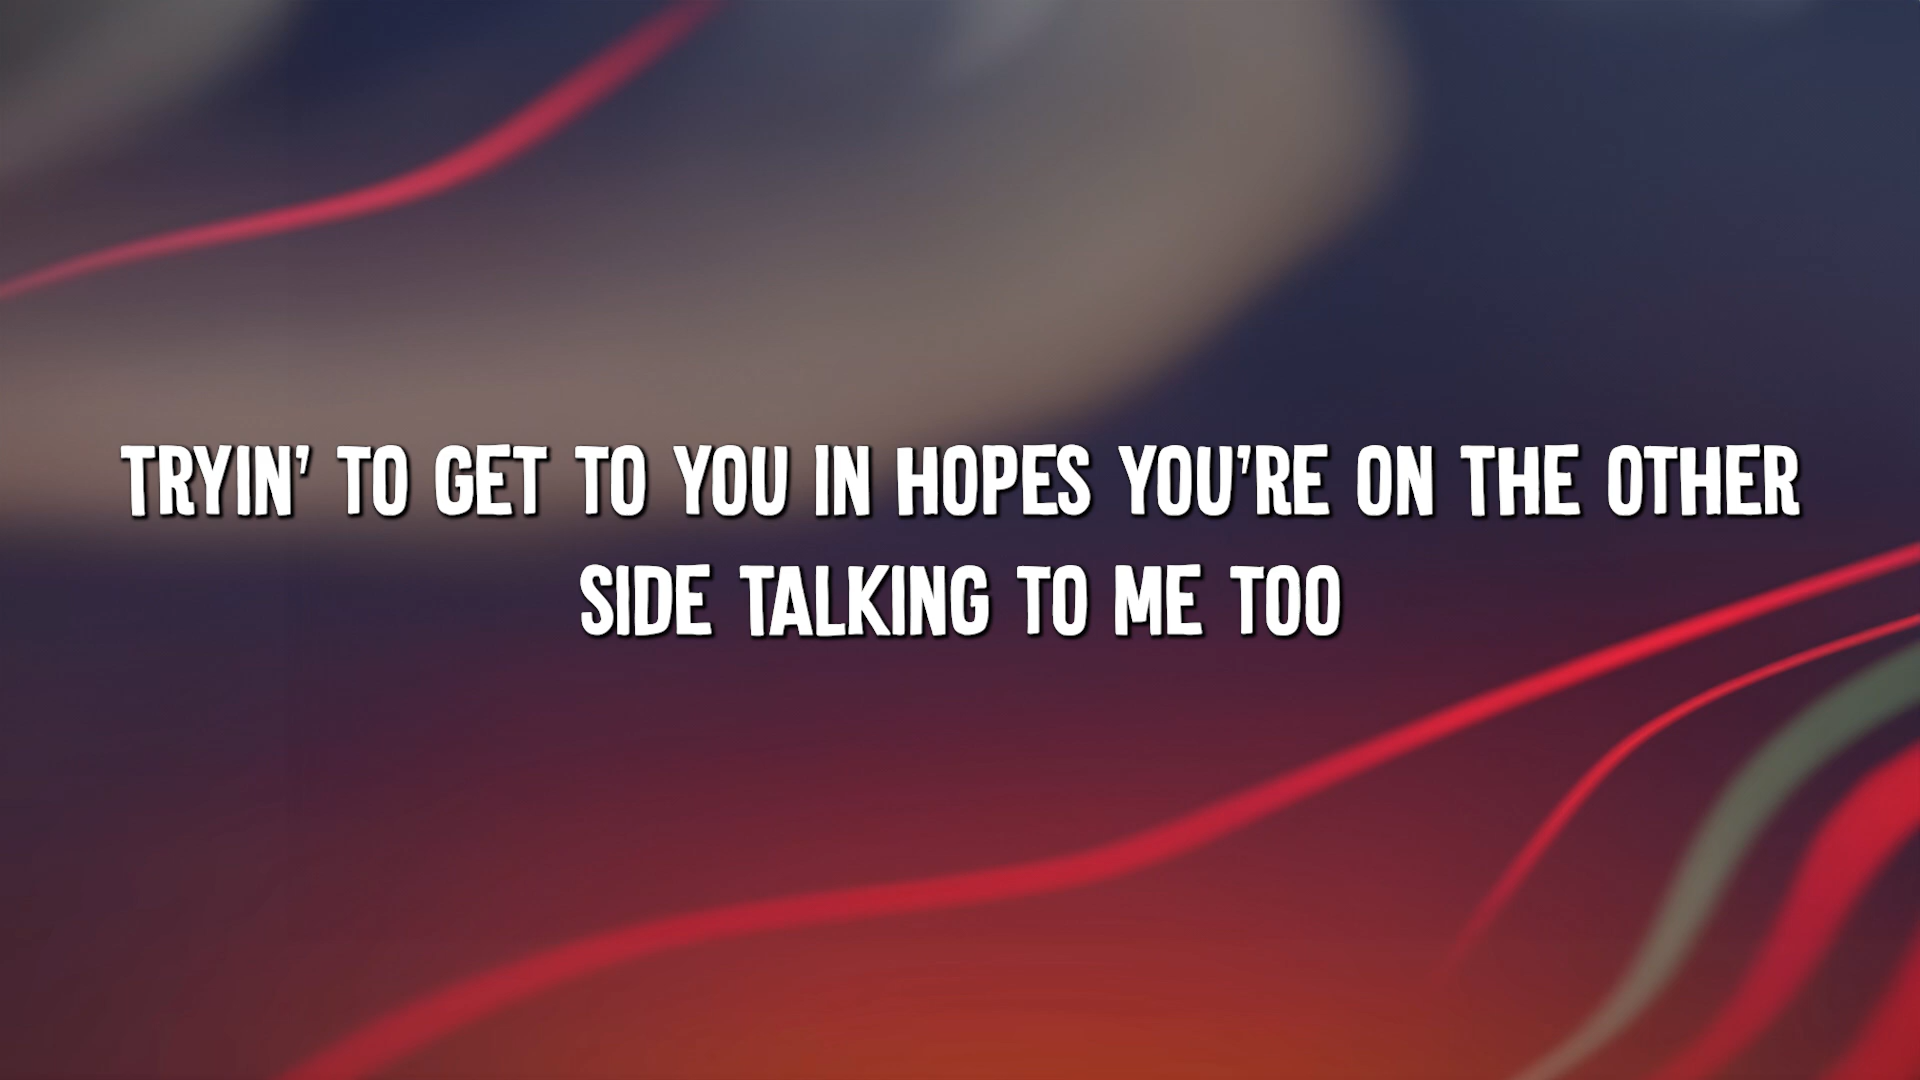 TRYIN' TO GET TO YOU IN HOPES YOU'RE ON THE OTHER
SIDE TALKING TO ME TOO